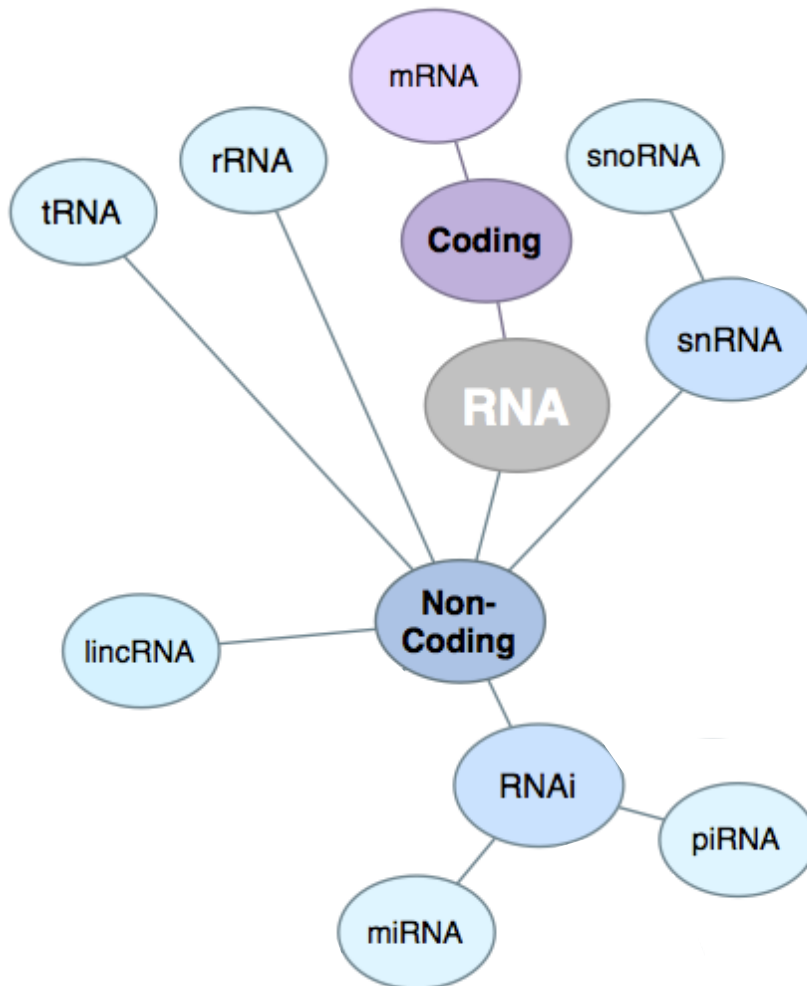 mRNA
rRNA
snoRNA
tRNA
Coding
snRNA
RNA
Non-
Coding
lincRNA
RNAi
piRNA
miRNA